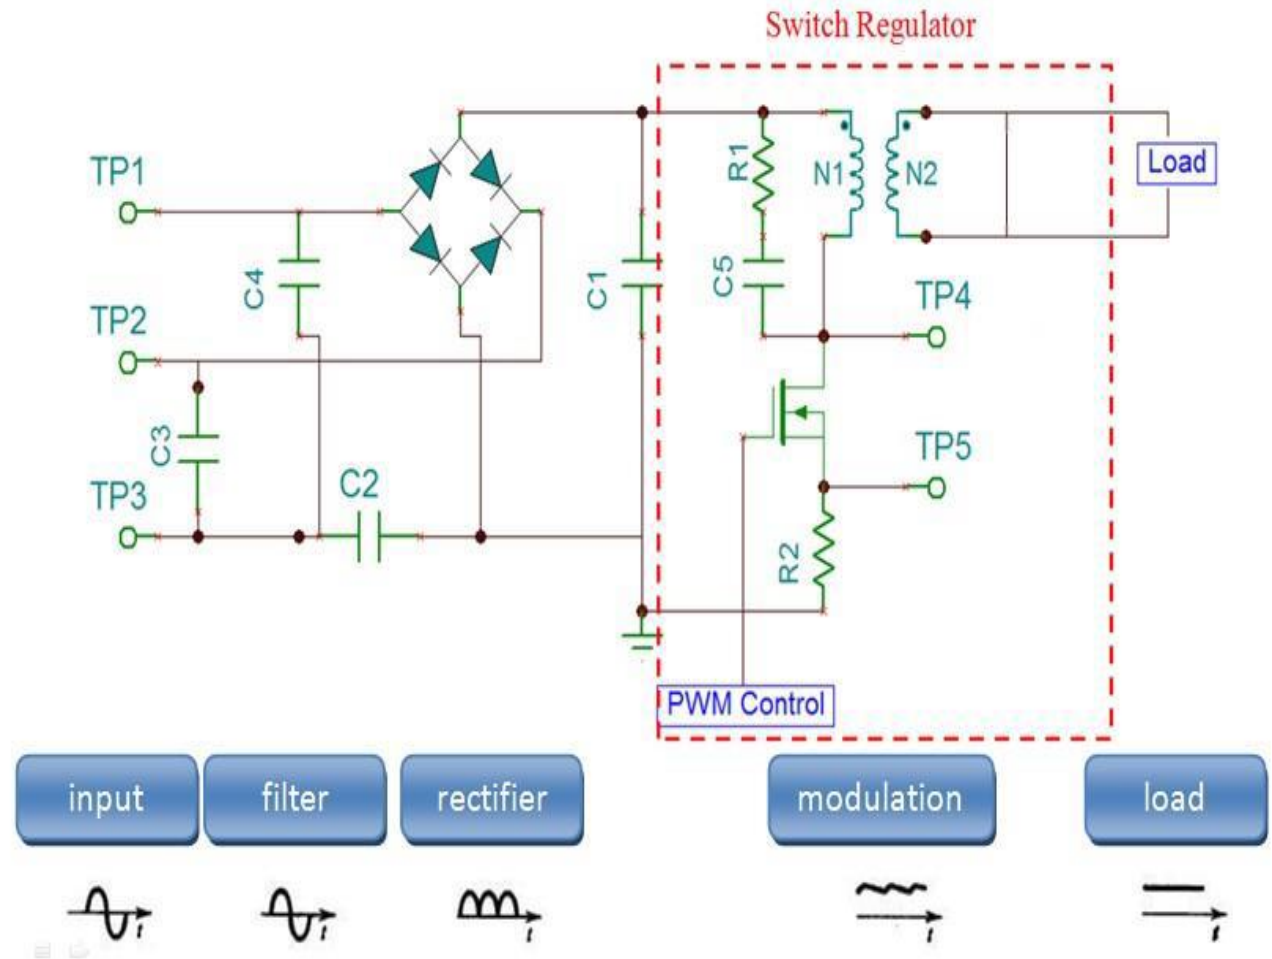 Switch Regulator
TP1
R1
N1
N2
Load
C4
C1
C5
TP2
TP4
C3
TP5
TP3
C2
R2
PWM Control
input
filter
rectifier
modulation
load
t
t
t
t
t